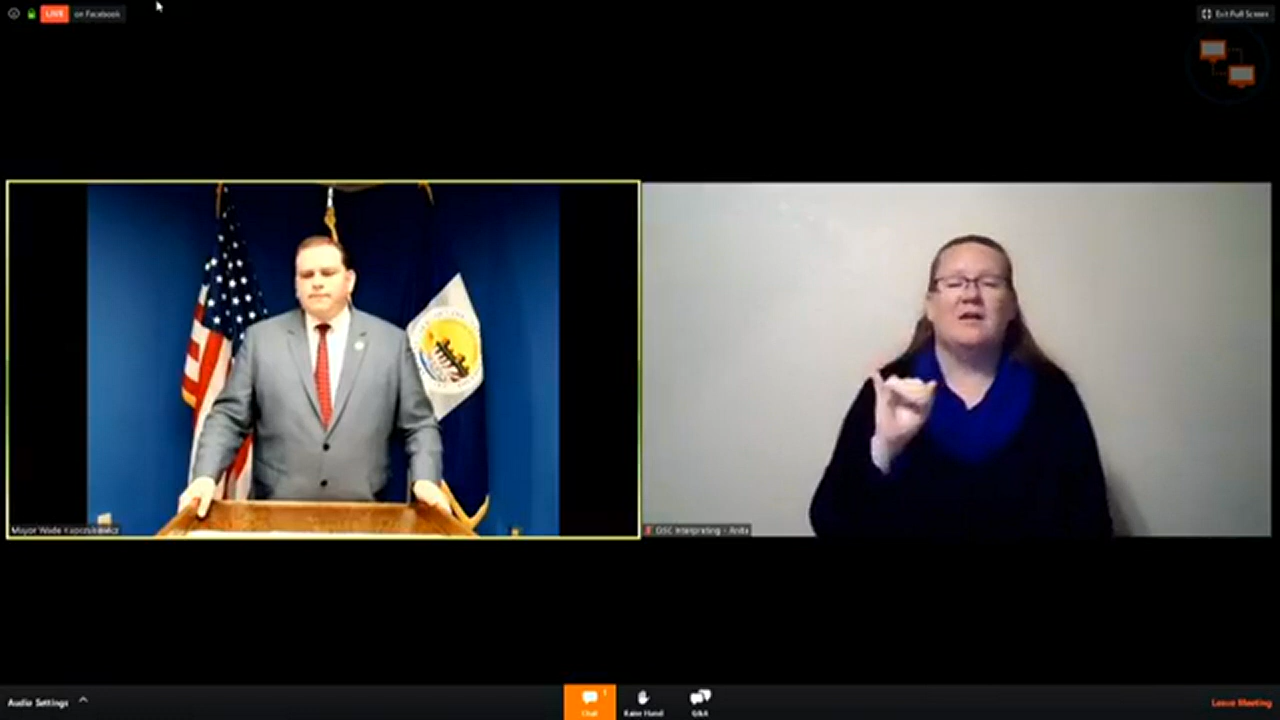 LIVE on Facebook
Exit Full Screen
Mayor Wade Kapszukiewicz
DSC Interpreting - Anita
Audio Settings
Chat
1
Raise Hand
Q&A
Leave Meeting